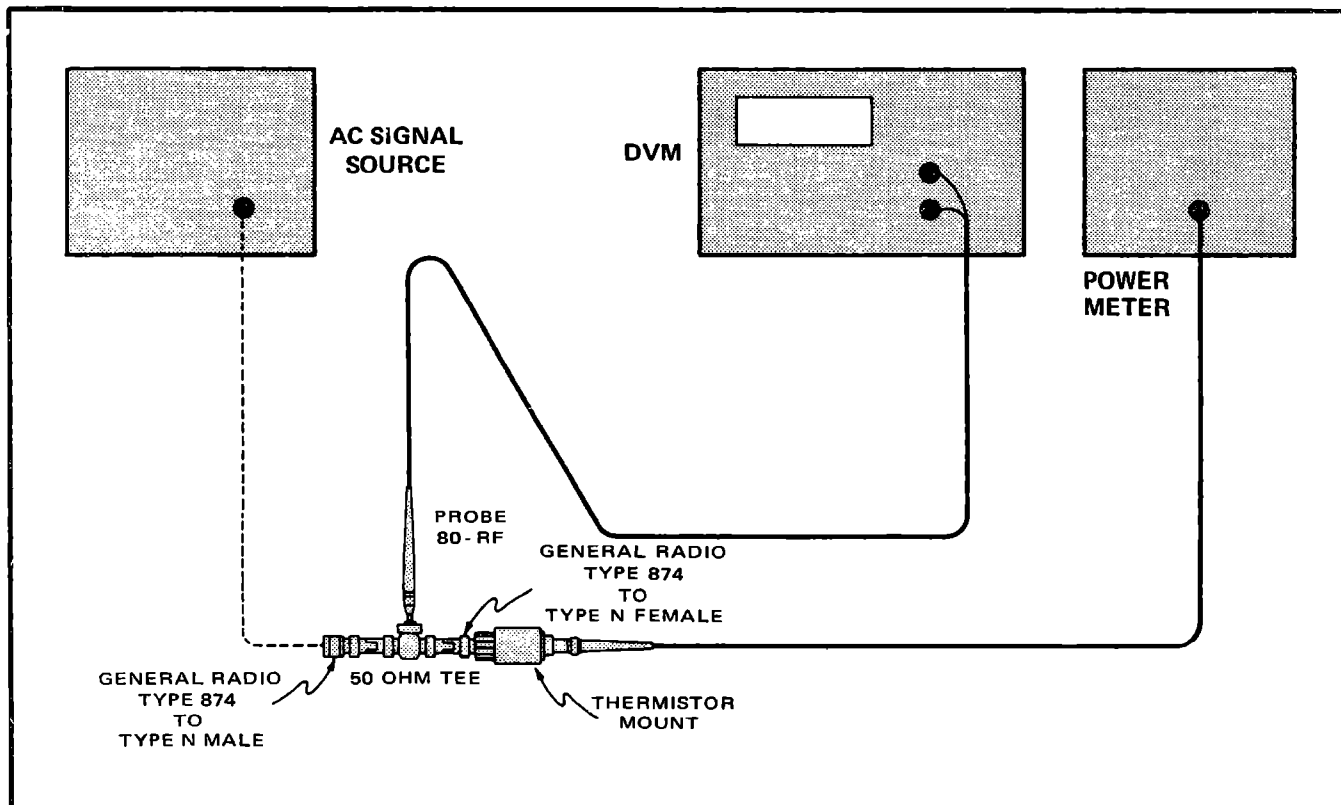 AC SIGNAL
SOURCE
DVM
POWER
METER
PROBE
80-RF
GENERAL RADIO
TYPE 874
TO
TYPE N FEMALE
50 OHM TEE
GENERAL RADIO
TYPE 874
TO
TYPE N MALE
THERMISTOR
MOUNT